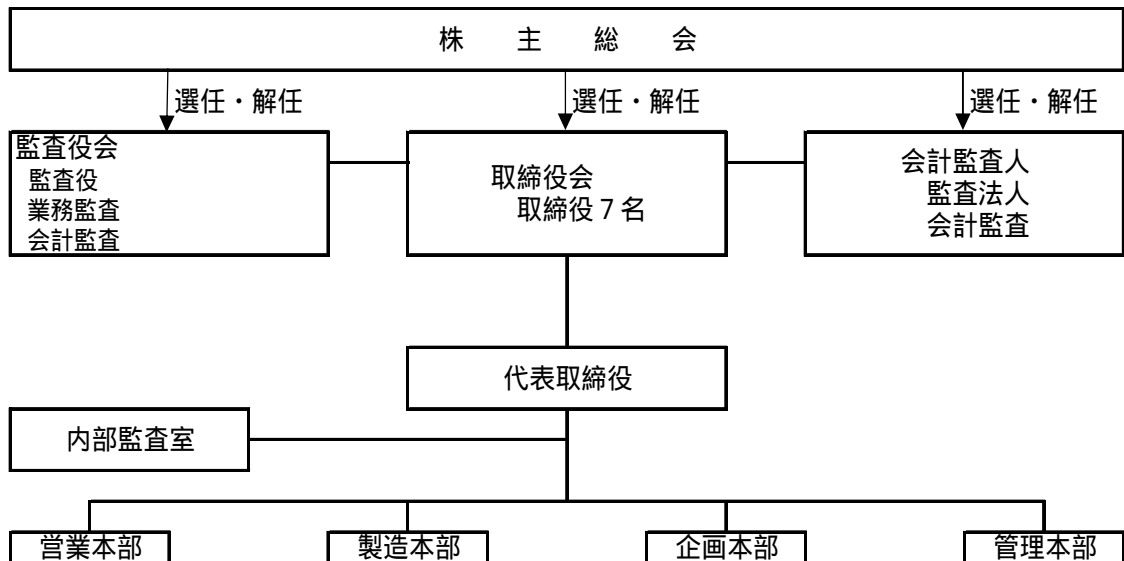 株　主　総　会
選任・解任
選任・解任
選任・解任
監査役会
監査役
業務監査
会計監査
取締役会
取締役７名
会計監査人
監査法人
会計監査
代表取締役
内部監査室
営業本部
製造本部
企画本部
管理本部